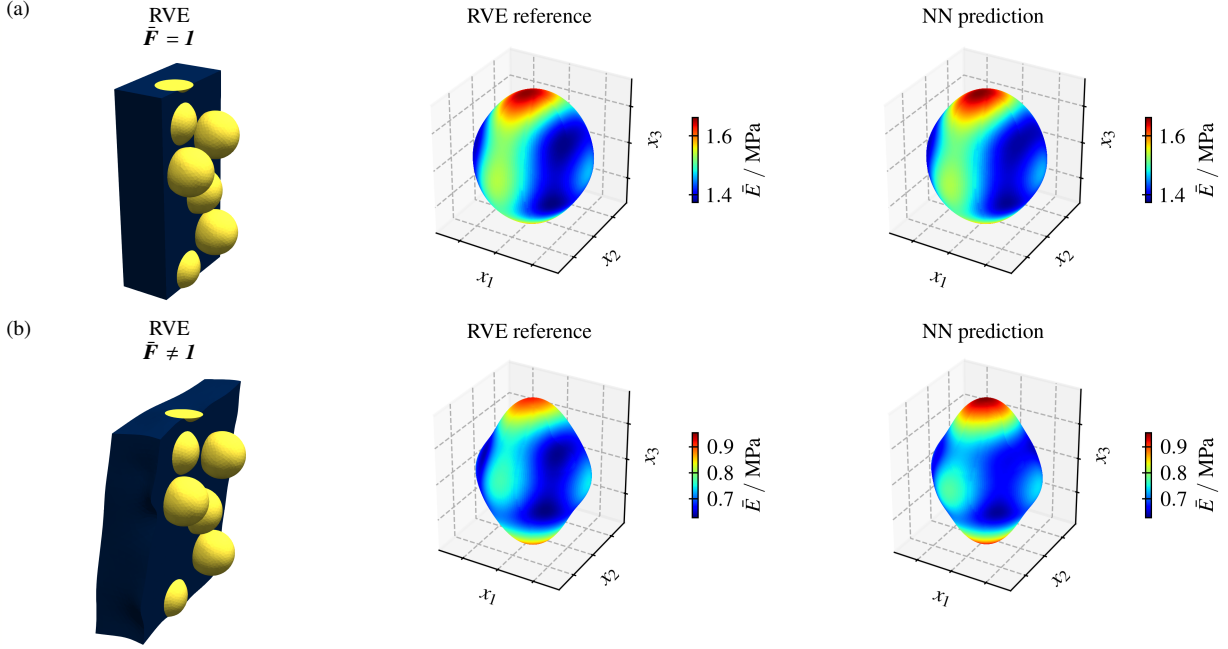 (a)
RVE
F̄ = 1
RVE reference
NN prediction
x3
x2
x1
1.6
1.4
Ē / MPa
x3
x2
x1
1.6
1.4
Ē / MPa
(b)
RVE
F̄ ≠ 1
RVE reference
NN prediction
x3
x2
x1
0.9
0.8
0.7
Ē / MPa
x3
x2
x1
0.9
0.8
0.7
Ē / MPa